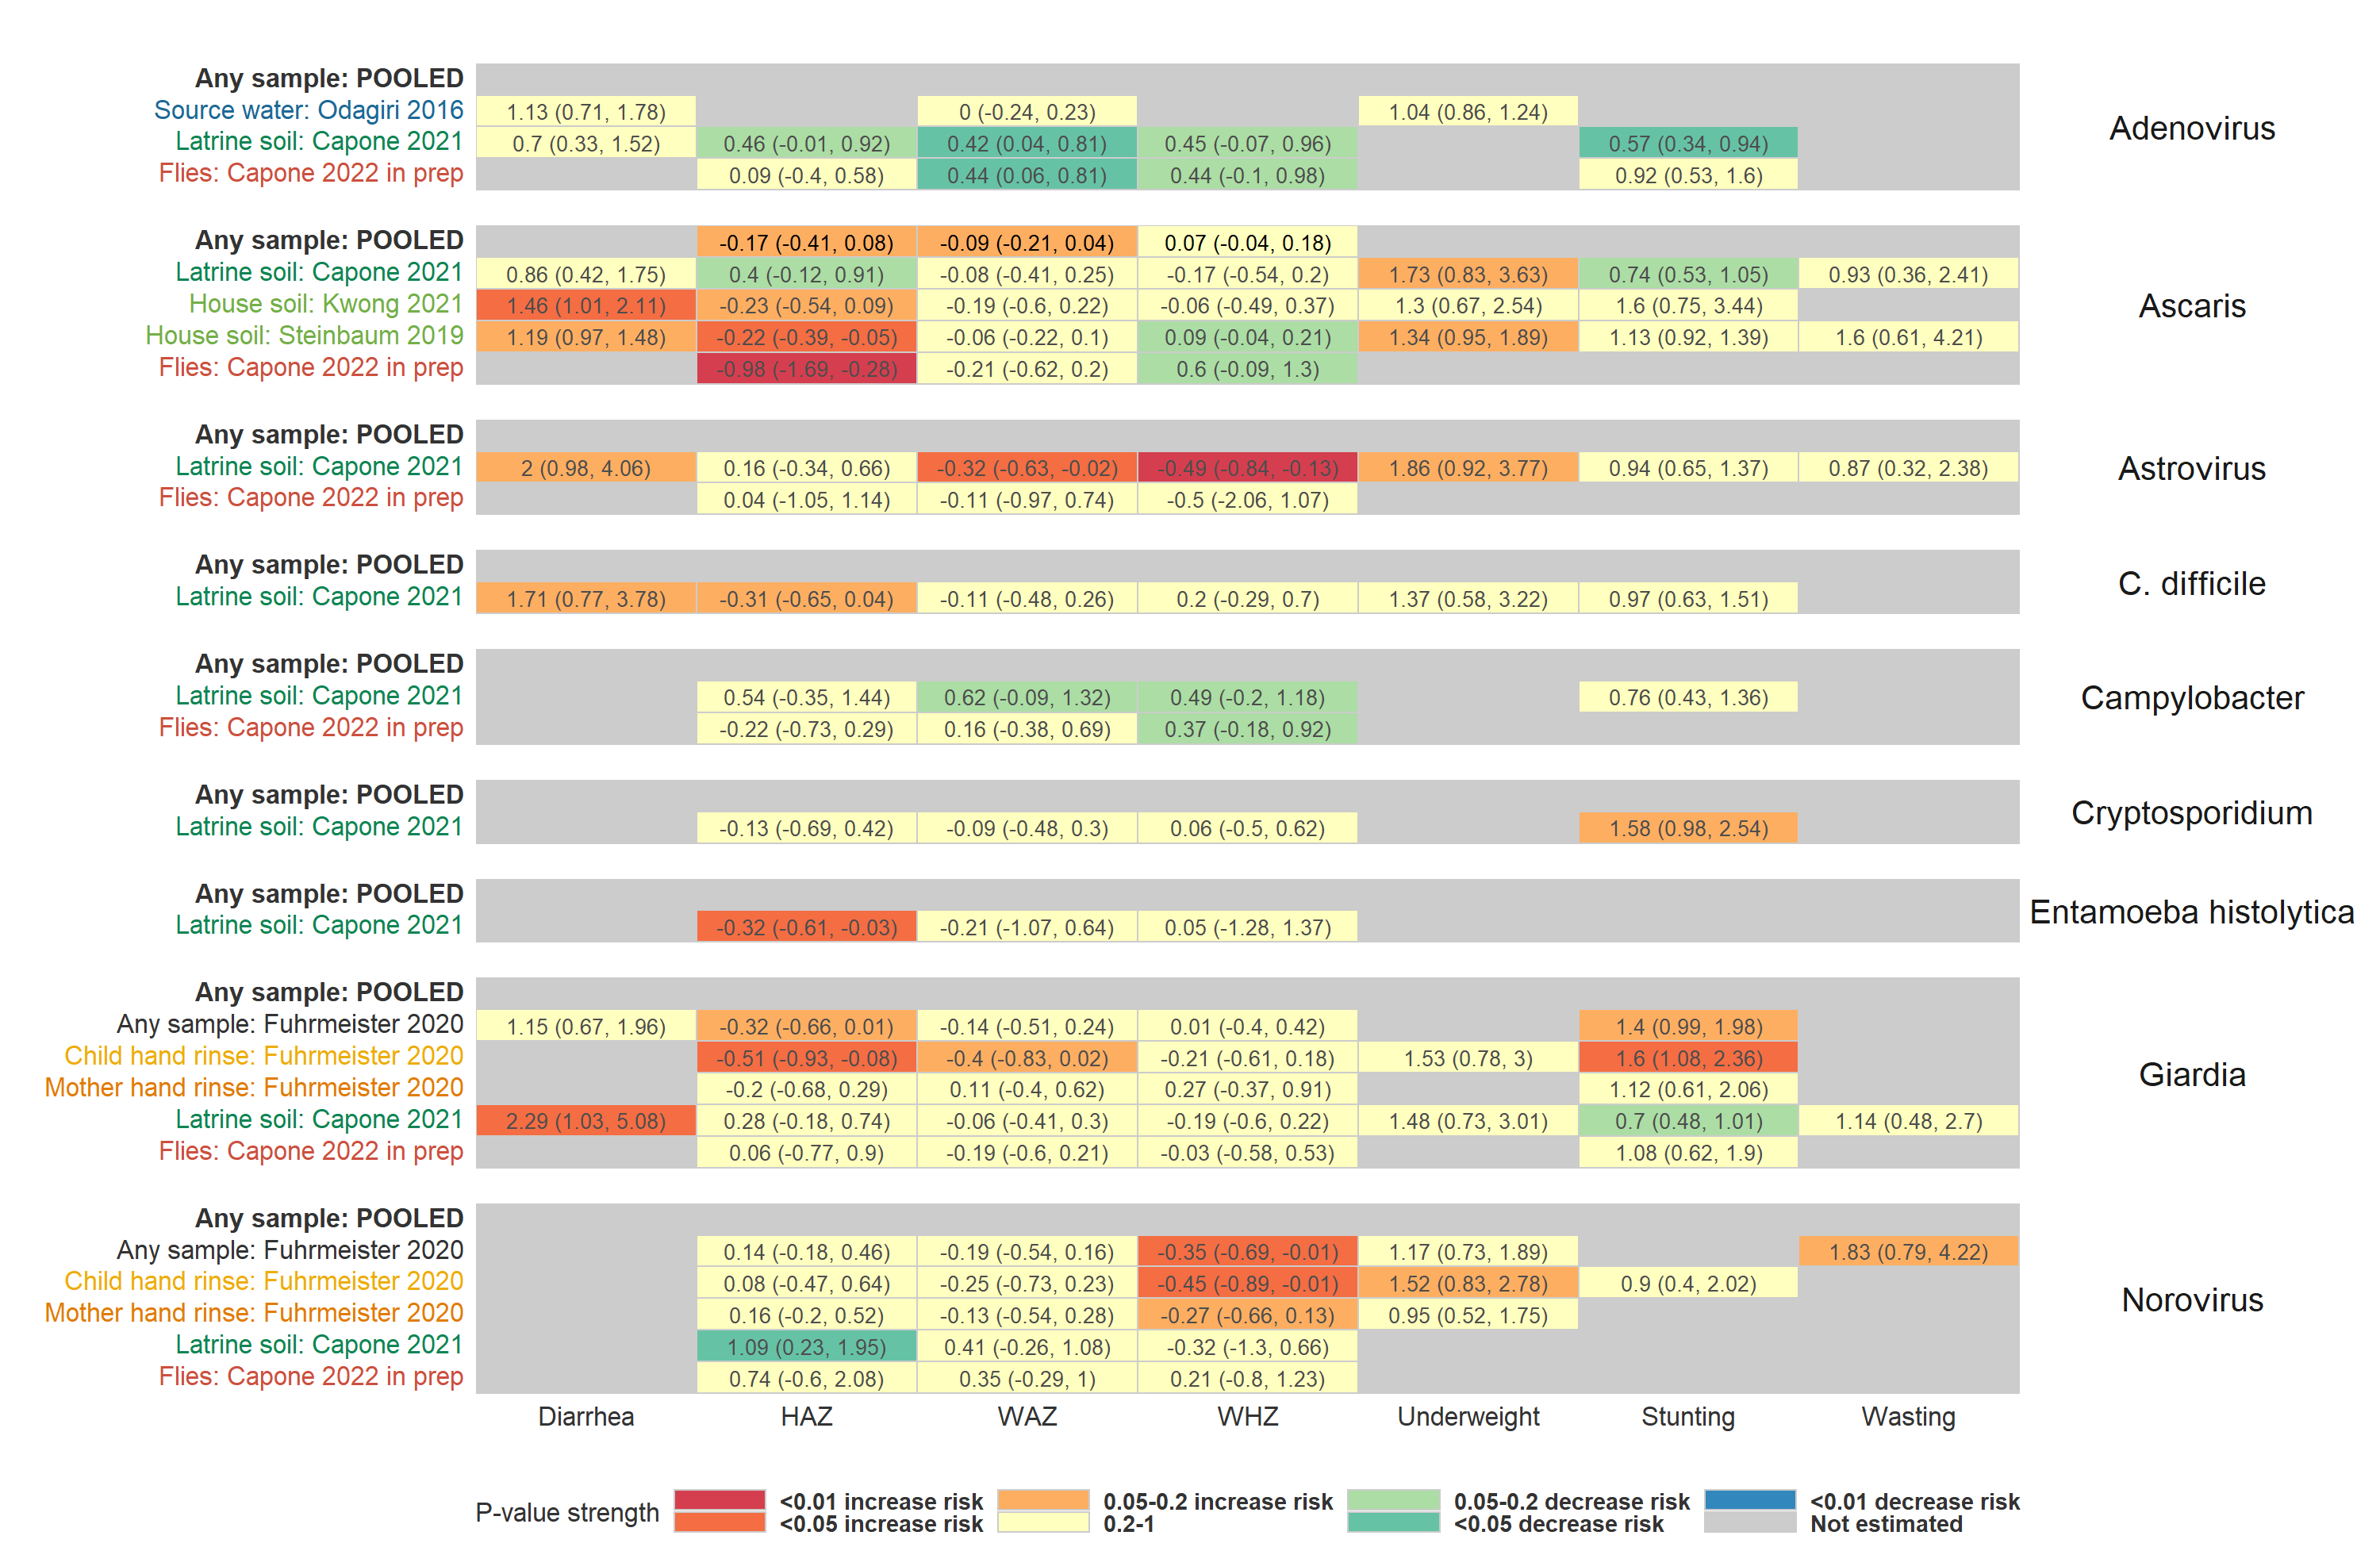 Any sample: POOLED
Source water: Odagiri 2016 1.13 (0.71, 1.78) 0 (-0.24, 0.23) 1.04 (0.86, 1.24)
Latrine soil: Capone 2021 0.7 (0.33, 1.52) 0.46 (-0.01, 0.92) 0.42 (0.04, 0.81) 0.45 (-0.07, 0.96) 0.57 (0.34, 0.94)
Flies: Capone 2022 in prep 0.09 (-0.4, 0.58) 0.44 (0.06, 0.81) 0.44 (-0.1, 0.98) 0.92 (0.53, 1.6)
Adenovirus
Any sample: POOLED -0.17 (-0.41, 0.08) -0.09 (-0.21, 0.04) 0.07 (-0.04, 0.18)
Latrine soil: Capone 2021 0.86 (0.42, 1.75) 0.4 (-0.12, 0.91) -0.08 (-0.41, 0.25) -0.17 (-0.54, 0.2) 1.73 (0.83, 3.63) 0.74 (0.53, 1.05) 0.93 (0.36, 2.41)
House soil: Kwong 2021 1.46 (1.01, 2.11) -0.23 (-0.54, 0.09) -0.19 (-0.6, 0.22) -0.06 (-0.49, 0.37) 1.3 (0.67, 2.54) 1.6 (0.75, 3.44)
House soil: Steinbaum 2019 1.19 (0.97, 1.48) -0.22 (-0.39, -0.05) -0.06 (-0.22, 0.1) 0.09 (-0.04, 0.21) 1.34 (0.95, 1.89) 1.13 (0.92, 1.39) 1.6 (0.61, 4.21)
Flies: Capone 2022 in prep -0.98 (-1.69, -0.28) -0.21 (-0.62, 0.2) 0.6 (-0.09, 1.3)
Ascaris
Any sample: POOLED
Latrine soil: Capone 2021 2 (0.98, 4.06) 0.16 (-0.34, 0.66) -0.32 (-0.63, -0.02) -0.49 (-0.84, -0.13) 1.86 (0.92, 3.77) 0.94 (0.65, 1.37) 0.87 (0.32, 2.38)
Flies: Capone 2022 in prep 0.04 (-1.05, 1.14) -0.11 (-0.97, 0.74) -0.5 (-2.06, 1.07)
Astrovirus
Any sample: POOLED
Latrine soil: Capone 2021 1.71 (0.77, 3.78) -0.31 (-0.65, 0.04) -0.11 (-0.48, 0.26) 0.2 (-0.29, 0.7) 1.37 (0.58, 3.22) 0.97 (0.63, 1.51)
C. difficile
Any sample: POOLED
Latrine soil: Capone 2021 0.54 (-0.35, 1.44) 0.62 (-0.09, 1.32) 0.49 (-0.2, 1.18) 0.76 (0.43, 1.36)
Flies: Capone 2022 in prep -0.22 (-0.73, 0.29) 0.16 (-0.38, 0.69) 0.37 (-0.18, 0.92)
Campylobacter
Any sample: POOLED
Latrine soil: Capone 2021 -0.13 (-0.69, 0.42) -0.09 (-0.48, 0.3) 0.06 (-0.5, 0.62) 1.58 (0.98, 2.54)
Cryptosporidium
Any sample: POOLED
Latrine soil: Capone 2021 -0.32 (-0.61, -0.03) -0.21 (-1.07, 0.64) 0.05 (-1.28, 1.37)
Entamoeba histolytica
Any sample: POOLED
Any sample: Fuhrmeister 2020 1.15 (0.67, 1.96) -0.32 (-0.66, 0.01) -0.14 (-0.51, 0.24) 0.01 (-0.4, 0.42) 1.4 (0.99, 1.98)
Child hand rinse: Fuhrmeister 2020 -0.51 (-0.93, -0.08) -0.4 (-0.83, 0.02) -0.21 (-0.61, 0.18) 1.53 (0.78, 3) 1.6 (1.08, 2.36)
Mother hand rinse: Fuhrmeister 2020 -0.2 (-0.68, 0.29) 0.11 (-0.4, 0.62) 0.27 (-0.37, 0.91) 1.12 (0.61, 2.06)
Latrine soil: Capone 2021 2.29 (1.03, 5.08) 0.28 (-0.18, 0.74) -0.06 (-0.41, 0.3) -0.19 (-0.6, 0.22) 1.48 (0.73, 3.01) 0.7 (0.48, 1.01) 1.14 (0.48, 2.7)
Flies: Capone 2022 in prep 0.06 (-0.77, 0.9) -0.19 (-0.6, 0.21) -0.03 (-0.58, 0.53) 1.08 (0.62, 1.9)
Giardia
Any sample: POOLED
Any sample: Fuhrmeister 2020 0.14 (-0.18, 0.46) -0.19 (-0.54, 0.16) -0.35 (-0.69, -0.01) 1.17 (0.73, 1.89) 1.83 (0.79, 4.22)
Child hand rinse: Fuhrmeister 2020 0.08 (-0.47, 0.64) -0.25 (-0.73, 0.23) -0.45 (-0.89, -0.01) 1.52 (0.83, 2.78) 0.9 (0.4, 2.02)
Mother hand rinse: Fuhrmeister 2020 0.16 (-0.2, 0.52) -0.13 (-0.54, 0.28) -0.27 (-0.66, 0.13) 0.95 (0.52, 1.75)
Latrine soil: Capone 2021 1.09 (0.23, 1.95) 0.41 (-0.26, 1.08) -0.32 (-1.3, 0.66)
Flies: Capone 2022 in prep 0.74 (-0.6, 2.08) 0.35 (-0.29, 1) 0.21 (-0.8, 1.23)
Norovirus
Diarrhea HAZ WAZ WHZ Underweight Stunting Wasting
P-value strength
<0.01 increase risk 0.05-0.2 increase risk 0.05-0.2 decrease risk <0.01 decrease risk
<0.05 increase risk 0.2-1 <0.05 decrease risk Not estimated